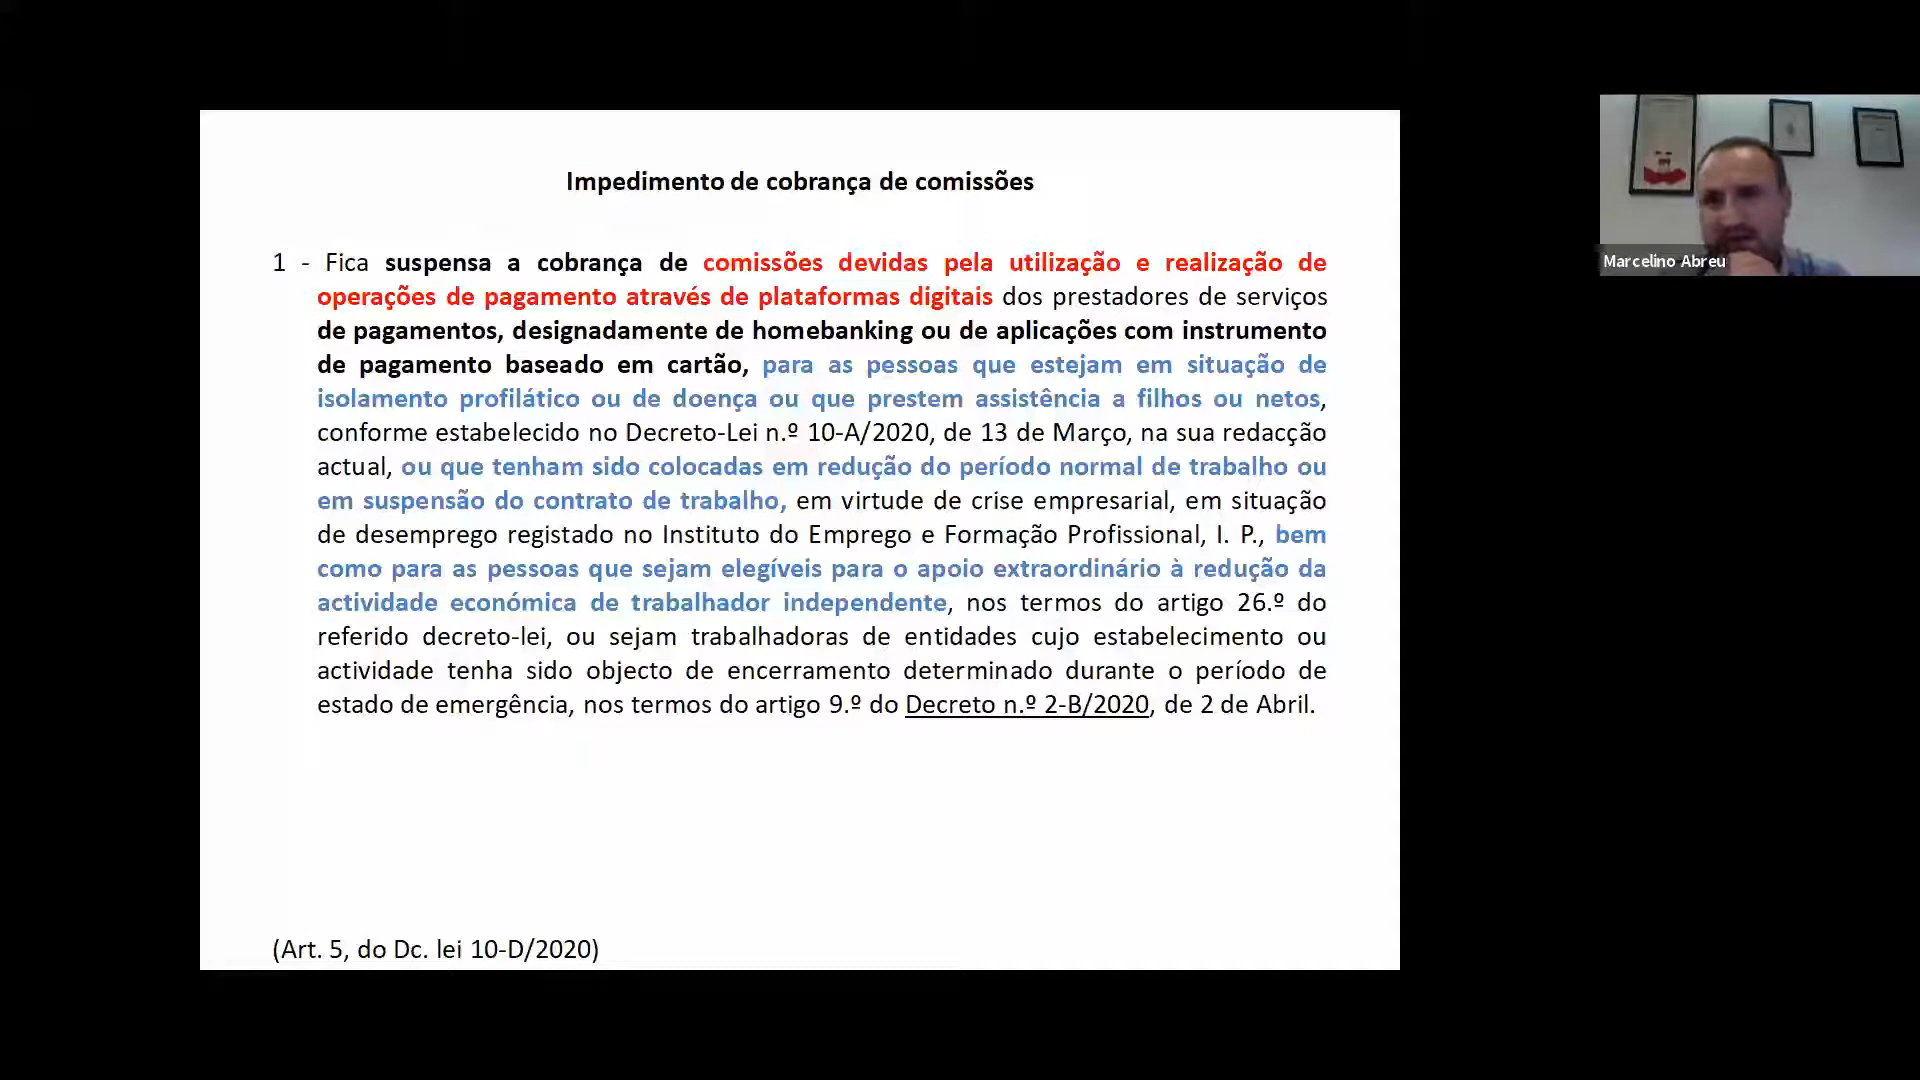 Impedimento de cobrança de comissões
1 - Fica suspensa a cobrança de comissões devidas pela utilização e realização de
operações de pagamento através de plataformas digitais dos prestadores de serviços
de pagamentos, designadamente de homebanking ou de aplicações com instrumento
de pagamento baseado em cartão, para as pessoas que estejam em situação de
isolamento profilático ou de doença ou que prestem assistência a filhos ou netos,
conforme estabelecido no Decreto-Lei n.º 10-A/2020, de 13 de Março, na sua redacção
actual, ou que tenham sido colocadas em redução do período normal de trabalho ou
em suspensão do contrato de trabalho, em virtude de crise empresarial, em situação
de desemprego registado no Instituto do Emprego e Formação Profissional, I. P., bem
como para as pessoas que sejam elegíveis para o apoio extraordinário à redução da
actividade económica de trabalhador independente, nos termos do artigo 26.º do
referido decreto-lei, ou sejam trabalhadoras de entidades cujo estabelecimento ou
actividade tenha sido objecto de encerramento determinado durante o período de
estado de emergência, nos termos do artigo 9.º do Decreto n.º 2-B/2020, de 2 de Abril.
(Art. 5, do Dc. lei 10-D/2020)
Marcelino Abreu